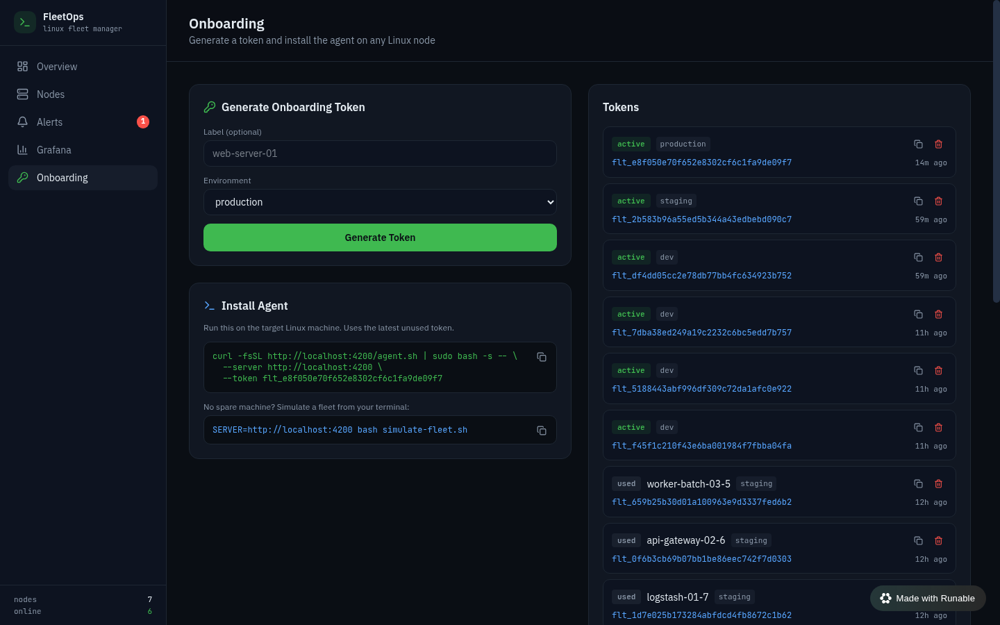 FleetOps
linux fleet manager
Overview
Nodes
Alerts
1
Grafana
Onboarding
nodes
7
online
6
Onboarding
Generate a token and install the agent on any Linux node
Generate Onboarding Token
Label (optional)
web-server-01
Environment
production
Generate Token
Install Agent
Run this on the target Linux machine. Uses the latest unused token.
curl -fsSL http://localhost:4200/agent.sh | sudo bash -s -- \
--server http://localhost:4200 \
--token flt_e8f050e70f652e8302cf6c1fa9de09f7
No spare machine? Simulate a fleet from your terminal:
SERVER=http://localhost:4200 bash simulate-fleet.sh
Tokens
active production
flt_e8f050e70f652e8302cf6c1fa9de09f7 14m ago
active staging
flt_2b583b96a55ed5b344a43edbebd090c7 59m ago
active dev
flt_df4dd05cc2e78db77bb4fc634923b752 59m ago
active dev
flt_7dba38ed249a19c2232c6bc5edd7b757 11h ago
active dev
flt_5188443abf996df309c72da1afc0e922 11h ago
active dev
flt_f45f1c210f43e6ba001984f7fbba04fa 11h ago
used worker-batch-03-5 staging
flt_659b25b30d01a100963e9d3337fed6b2 12h ago
used api-gateway-02-6 staging
flt_0f6b3cb69b07bb1be86eec742f7d0303 12h ago
used logstash-01-7 staging
flt_1d7e025b173284abfdcd4fb8672c1b62 12h ago
Made with Runable